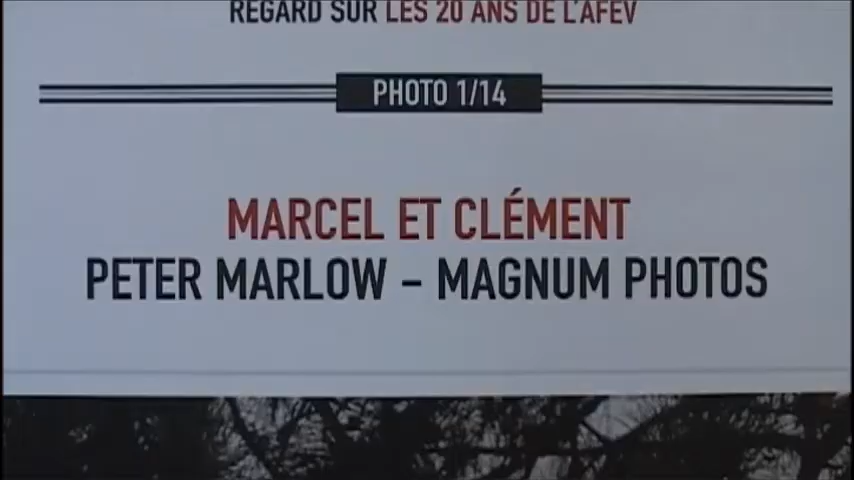 REGARD SUR LES 20 ANS DE L'AFEV
PHOTO 1/14
MARCEL ET CLÉMENT
PETER MARLOW – MAGNUM PHOTOS